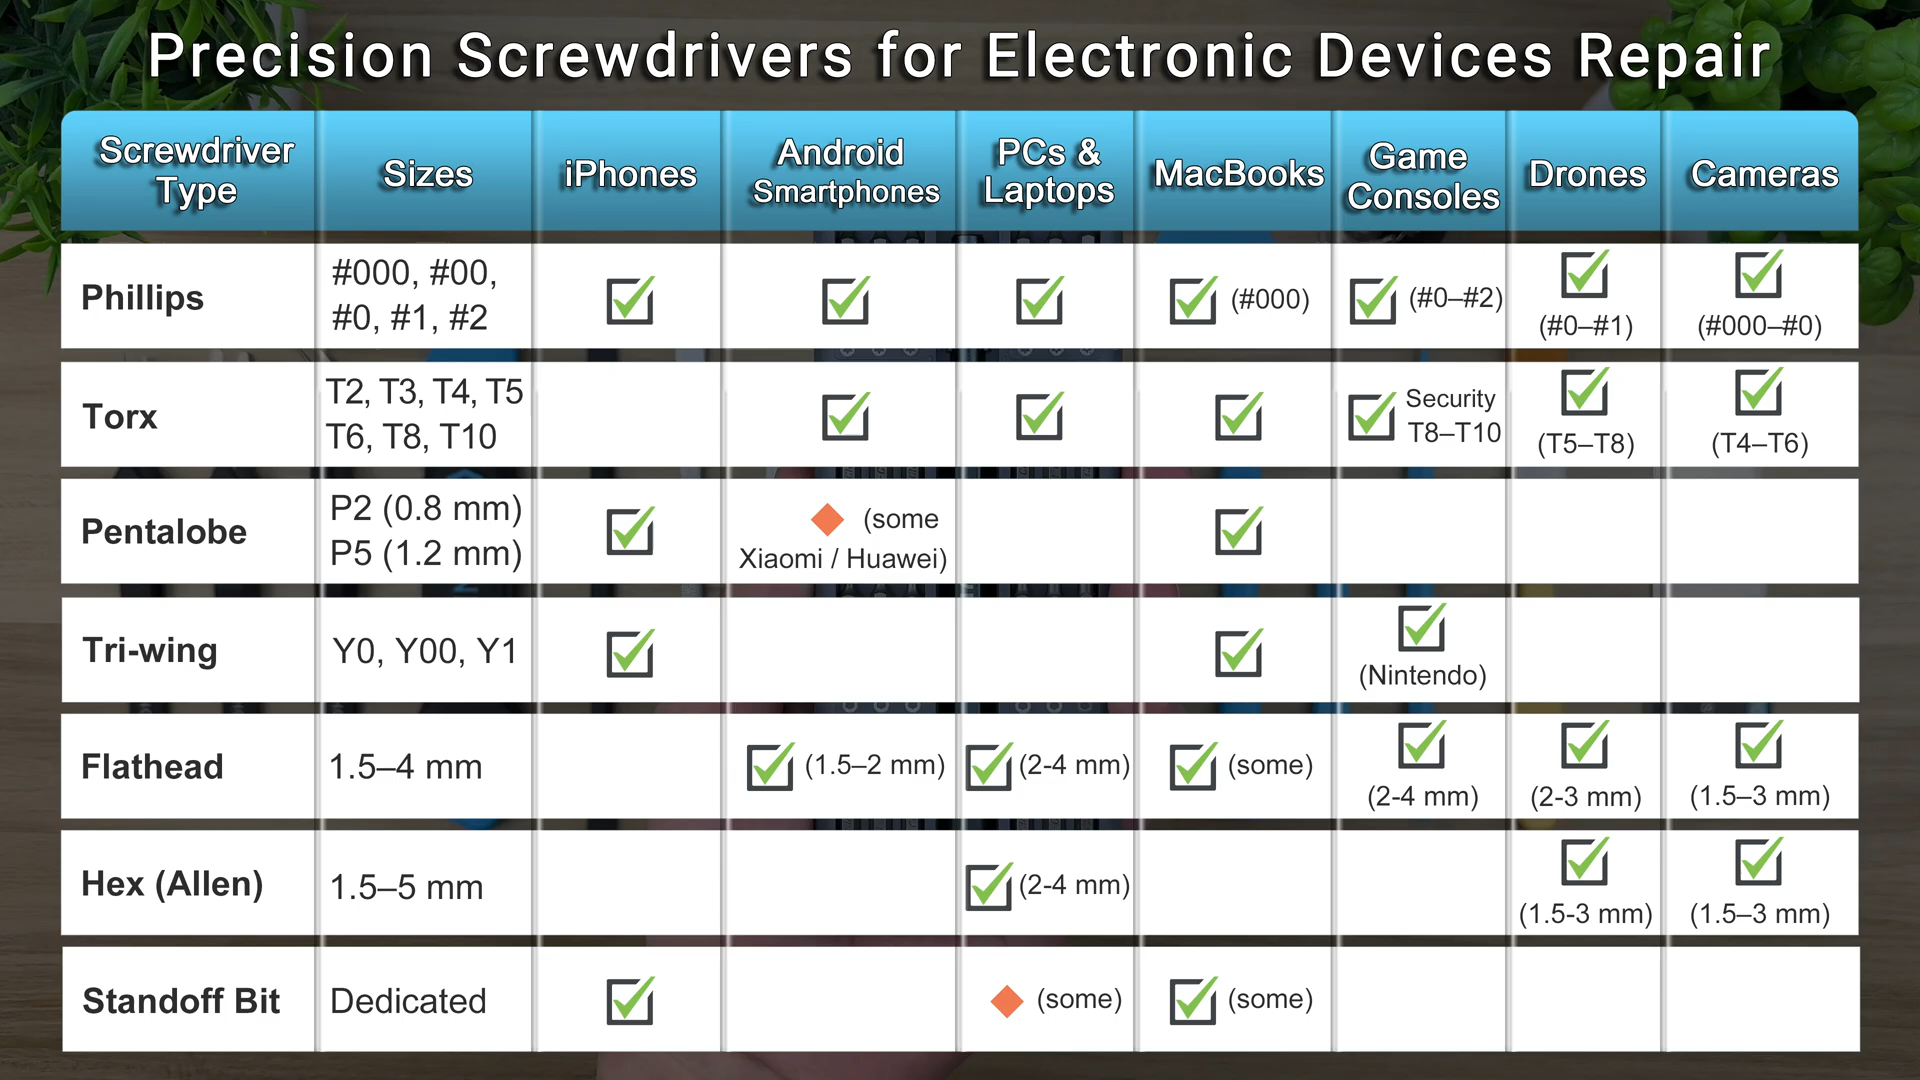 Precision Screwdrivers for Electronic Devices Repair
Screwdriver
Type
Sizes
iPhones
Android
Smartphones
PCs &
Laptops
MacBooks
Game
Consoles
Drones
Cameras
Phillips
#000, #00,
#0, #1, #2
(#000)
(#0–#2)
(#0–#1)
(#000–#0)
Torx
T2, T3, T4, T5
T6, T8, T10
Security
T8–T10
(T5–T8)
(T4–T6)
Pentalobe
P2 (0.8 mm)
P5 (1.2 mm)
(some
Xiaomi / Huawei)
Tri-wing
Y0, Y00, Y1
(Nintendo)
Flathead
1.5–4 mm
(1.5–2 mm)
(2-4 mm)
(some)
(2-4 mm)
(2-3 mm)
(1.5–3 mm)
Hex (Allen)
1.5–5 mm
(2-4 mm)
(1.5-3 mm)
(1.5–3 mm)
Standoff Bit
Dedicated
(some)
(some)